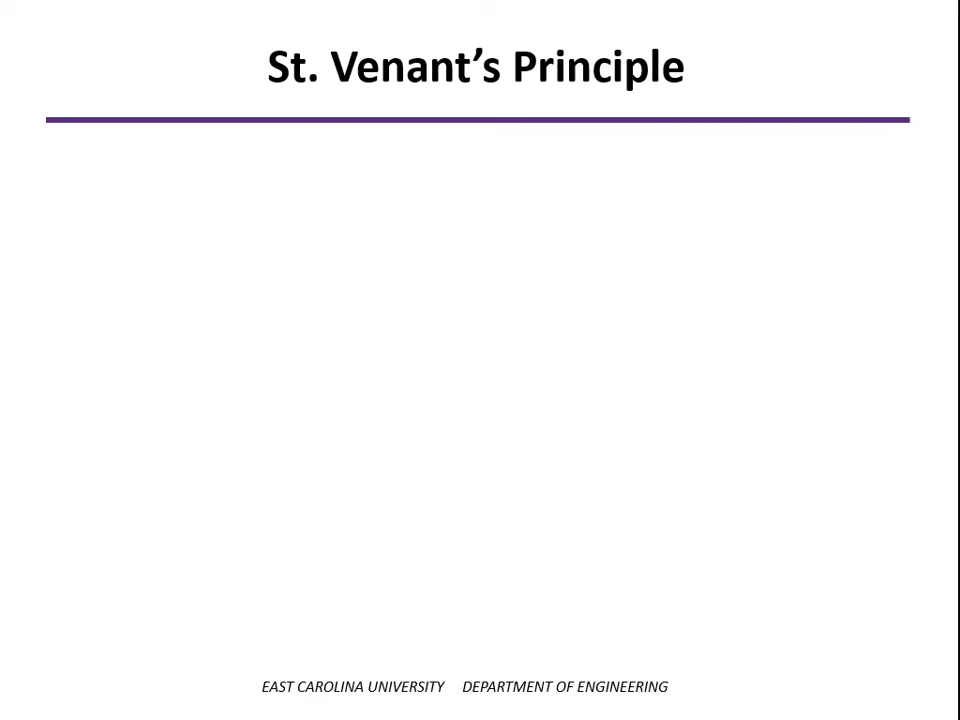 St. Venant’s Principle
EAST CAROLINA UNIVERSITY DEPARTMENT OF ENGINEERING